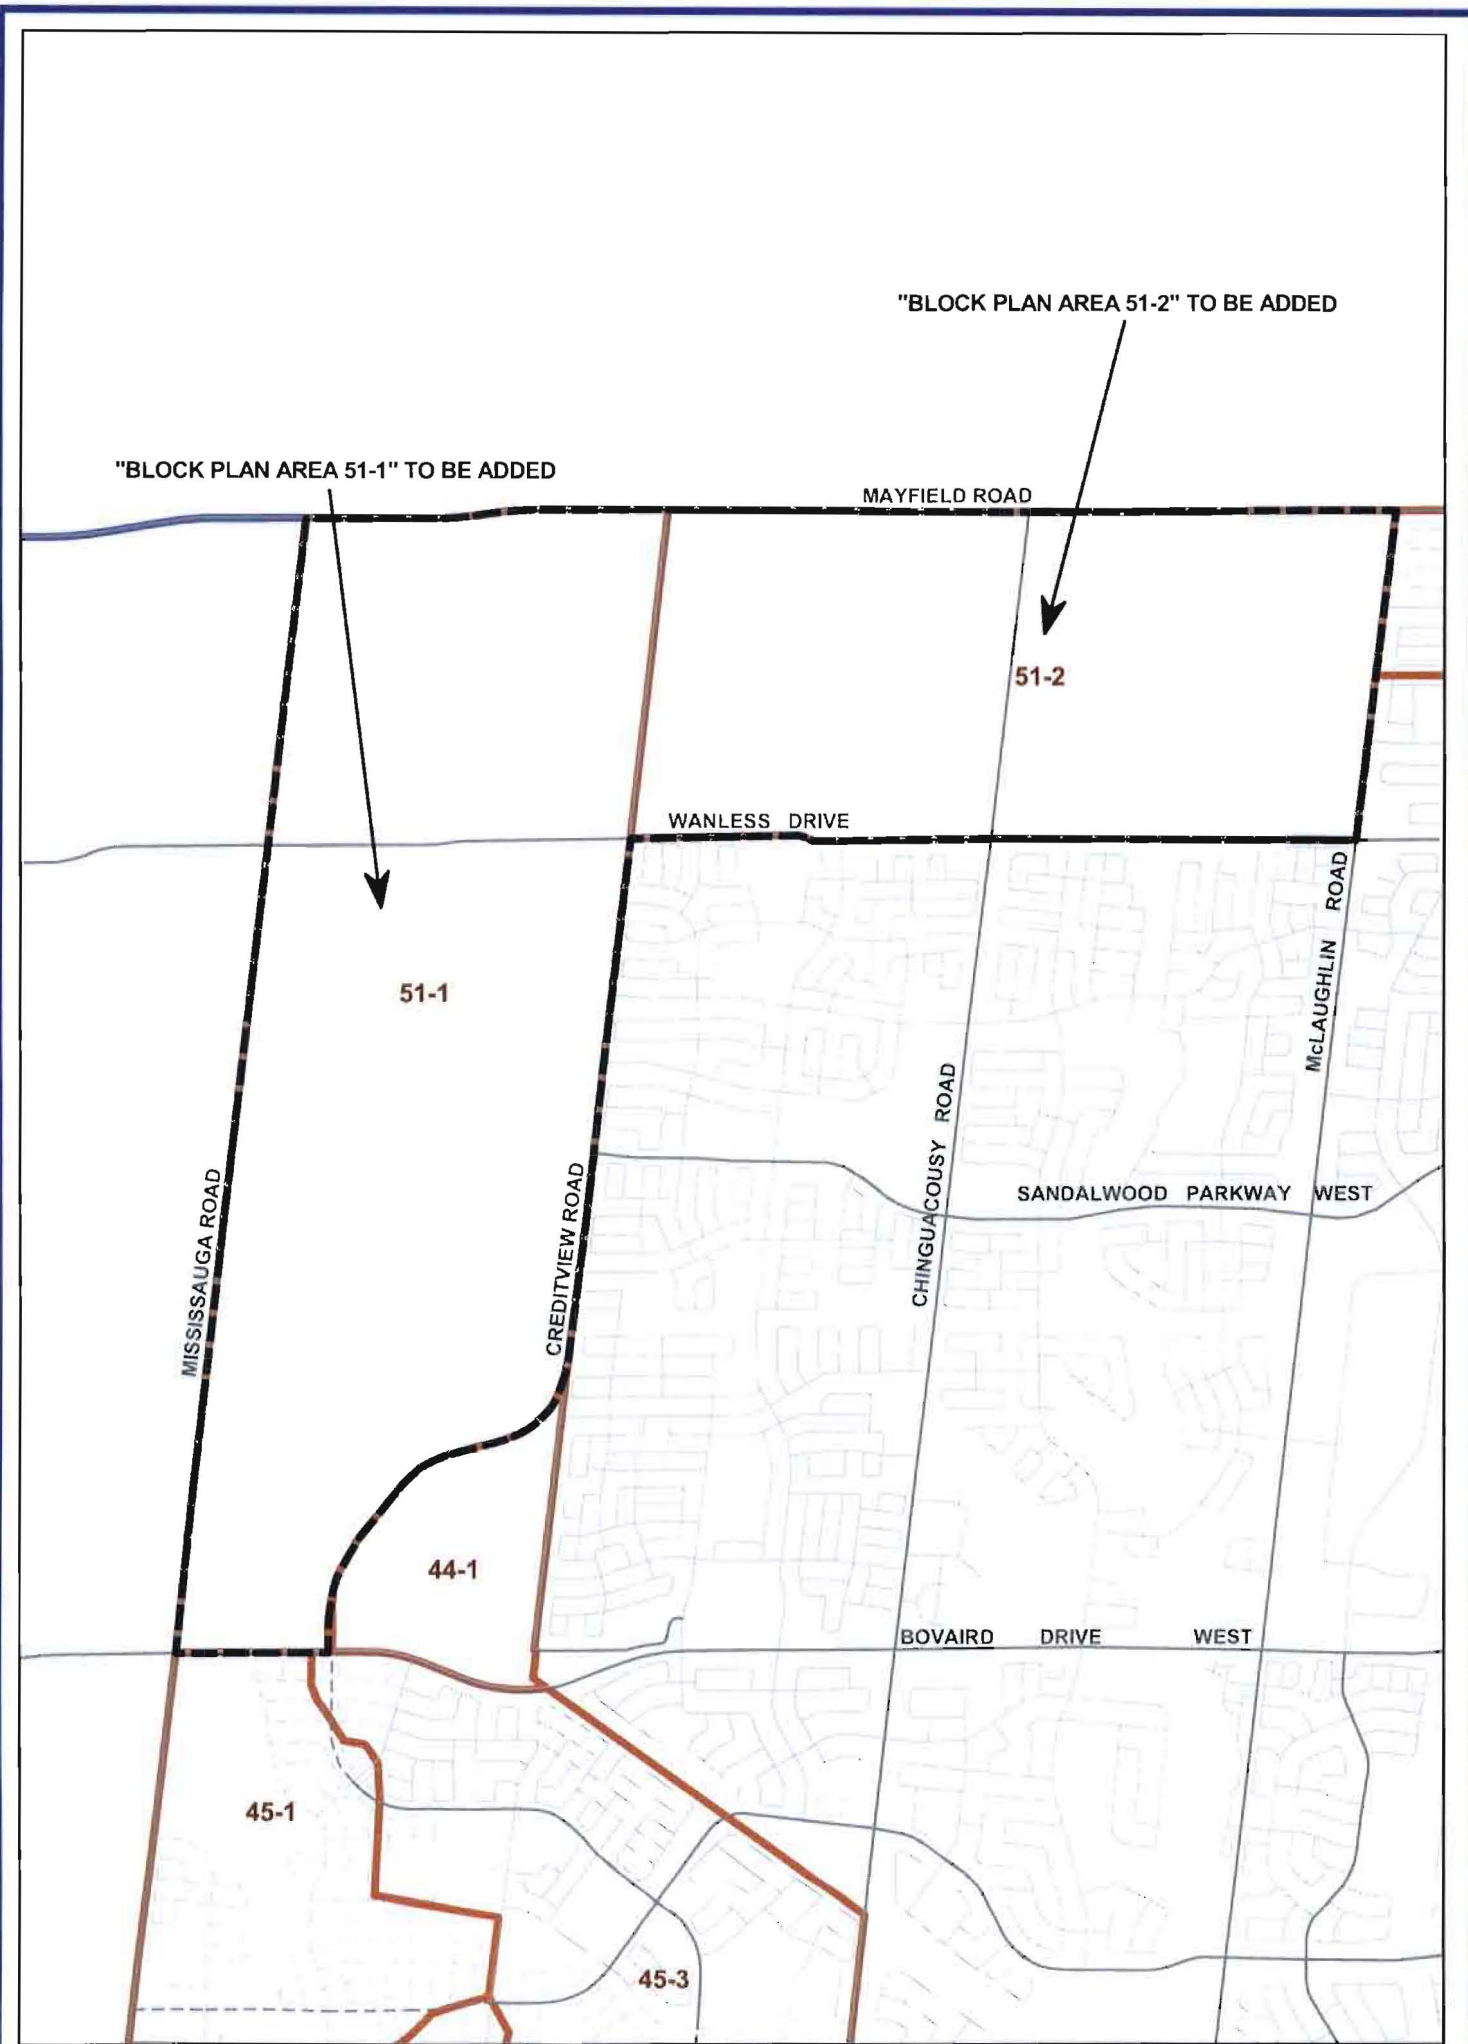 "BLOCK PLAN AREA 51-2" TO BE ADDED
"BLOCK PLAN AREA 51-1" TO BE ADDED
MAYFIELD ROAD
51-2
WANLESS DRIVE
McLAUGHLIN ROAD
51-1
CHINGUACOUSY ROAD
MISSISSAUGA ROAD
CREDITVIEW ROAD
SANDALWOOD PARKWAY WEST
44-1
BOVAIRD DRIVE WEST
45-1
45-3